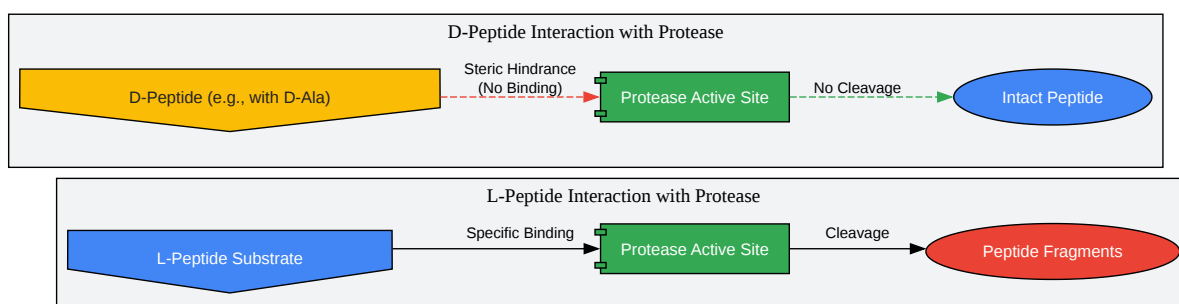 D-Peptide Interaction with Protease
D-Peptide (e.g., with D-Ala)
Steric Hindrance
(No Binding)
Protease Active Site
No Cleavage
Intact Peptide
L-Peptide Interaction with Protease
L-Peptide Substrate
Specific Binding
Protease Active Site
Cleavage
Peptide Fragments